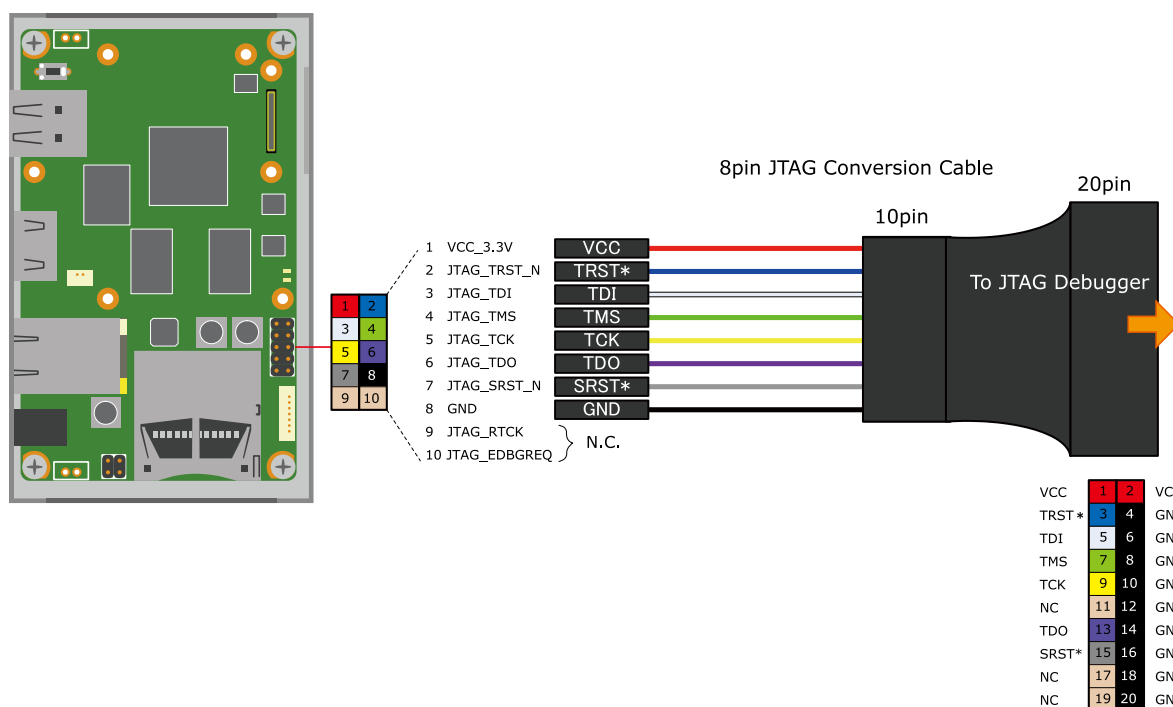 8pin JTAG Conversion Cable
20pin
10pin
To JTAG Debugger
1 VCC_3.3V VCC
2 JTAG_TRST_N TRST*
3 JTAG_TDI TDI
4 JTAG_TMS TMS
5 JTAG_TCK TCK
6 JTAG_TDO TDO
7 JTAG_SRST_N SRST*
8 GND GND
9 JTAG_RTCK
10 JTAG_EDBGREQ
N.C.
1 2
3 4
5 6
7 8
9 10
VCC 1 2 VC
TRST* 3 4 GN
TDI 5 6 GN
TMS 7 8 GN
TCK 9 10 GN
NC 11 12 GN
TDO 13 14 GN
SRST* 15 16 GN
NC 17 18 GN
NC 19 20 GN